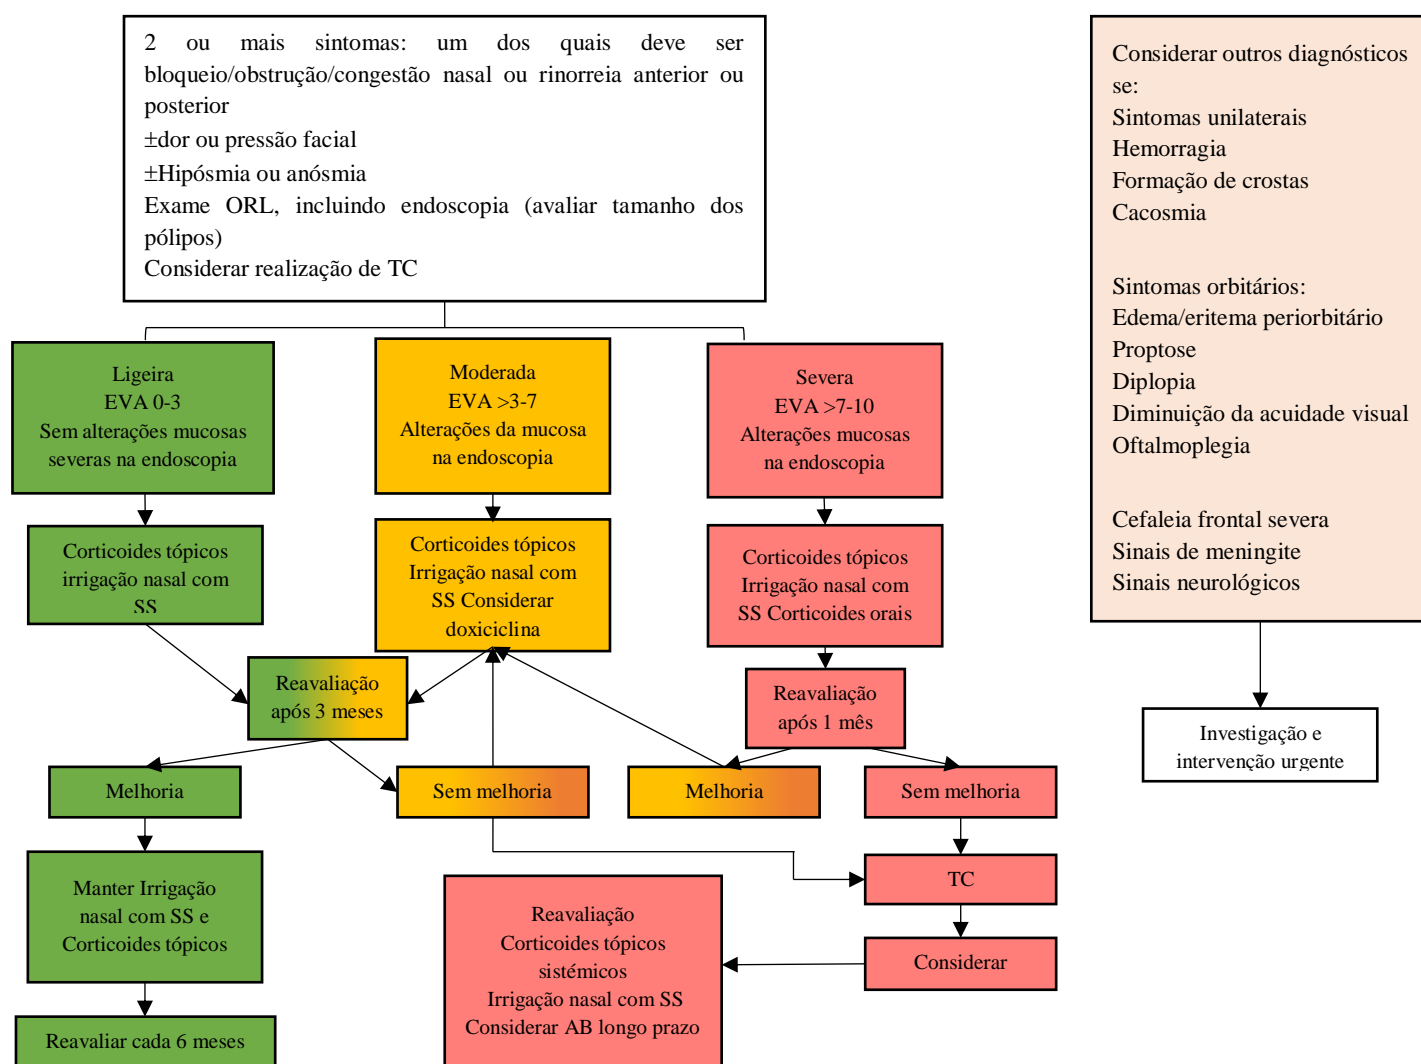 2 ou mais sintomas: um dos quais deve ser
bloqueio/obstrução/congestão nasal ou rinorreia anterior ou
posterior
±dor ou pressão facial
±Hipósmia ou anósmia
Exame ORL, incluindo endoscopia (avaliar tamanho dos
pólipos)
Considerar realização de TC
Considerar outros diagnósticos
se:
Sintomas unilaterais
Hemorragia
Formação de crostas
Cacosmia
Sintomas orbitários:
Edema/eritema periorbitário
Proptose
Diplopia
Diminuição da acuidade visual
Oftalmoplegia
Cefaleia frontal severa
Sinais de meningite
Sinais neurológicos
Investigação e
intervenção urgente
Ligeira
EVA 0-3
Sem alterações mucosas
severas na endoscopia
Moderada
EVA >3-7
Alterações da mucosa
na endoscopia
Severa
EVA >7-10
Alterações mucosas
na endoscopia
Corticoides tópicos
irrigação nasal com
SS
Corticoides tópicos
Irrigação nasal com
SS Considerar
doxiciclina
Corticoides tópicos
Irrigação nasal com
SS Corticoides orais
Reavaliação
após 3 meses
Reavaliação
após 1 mês
Melhoria
Sem melhoria
Melhoria
Sem melhoria
Manter Irrigação
nasal com SS e
Corticoides tópicos
Reavaliar cada 6 meses
TC
Considerar
Reavaliação
Corticoides tópicos
sistémicos
Irrigação nasal com SS
Considerar AB longo prazo